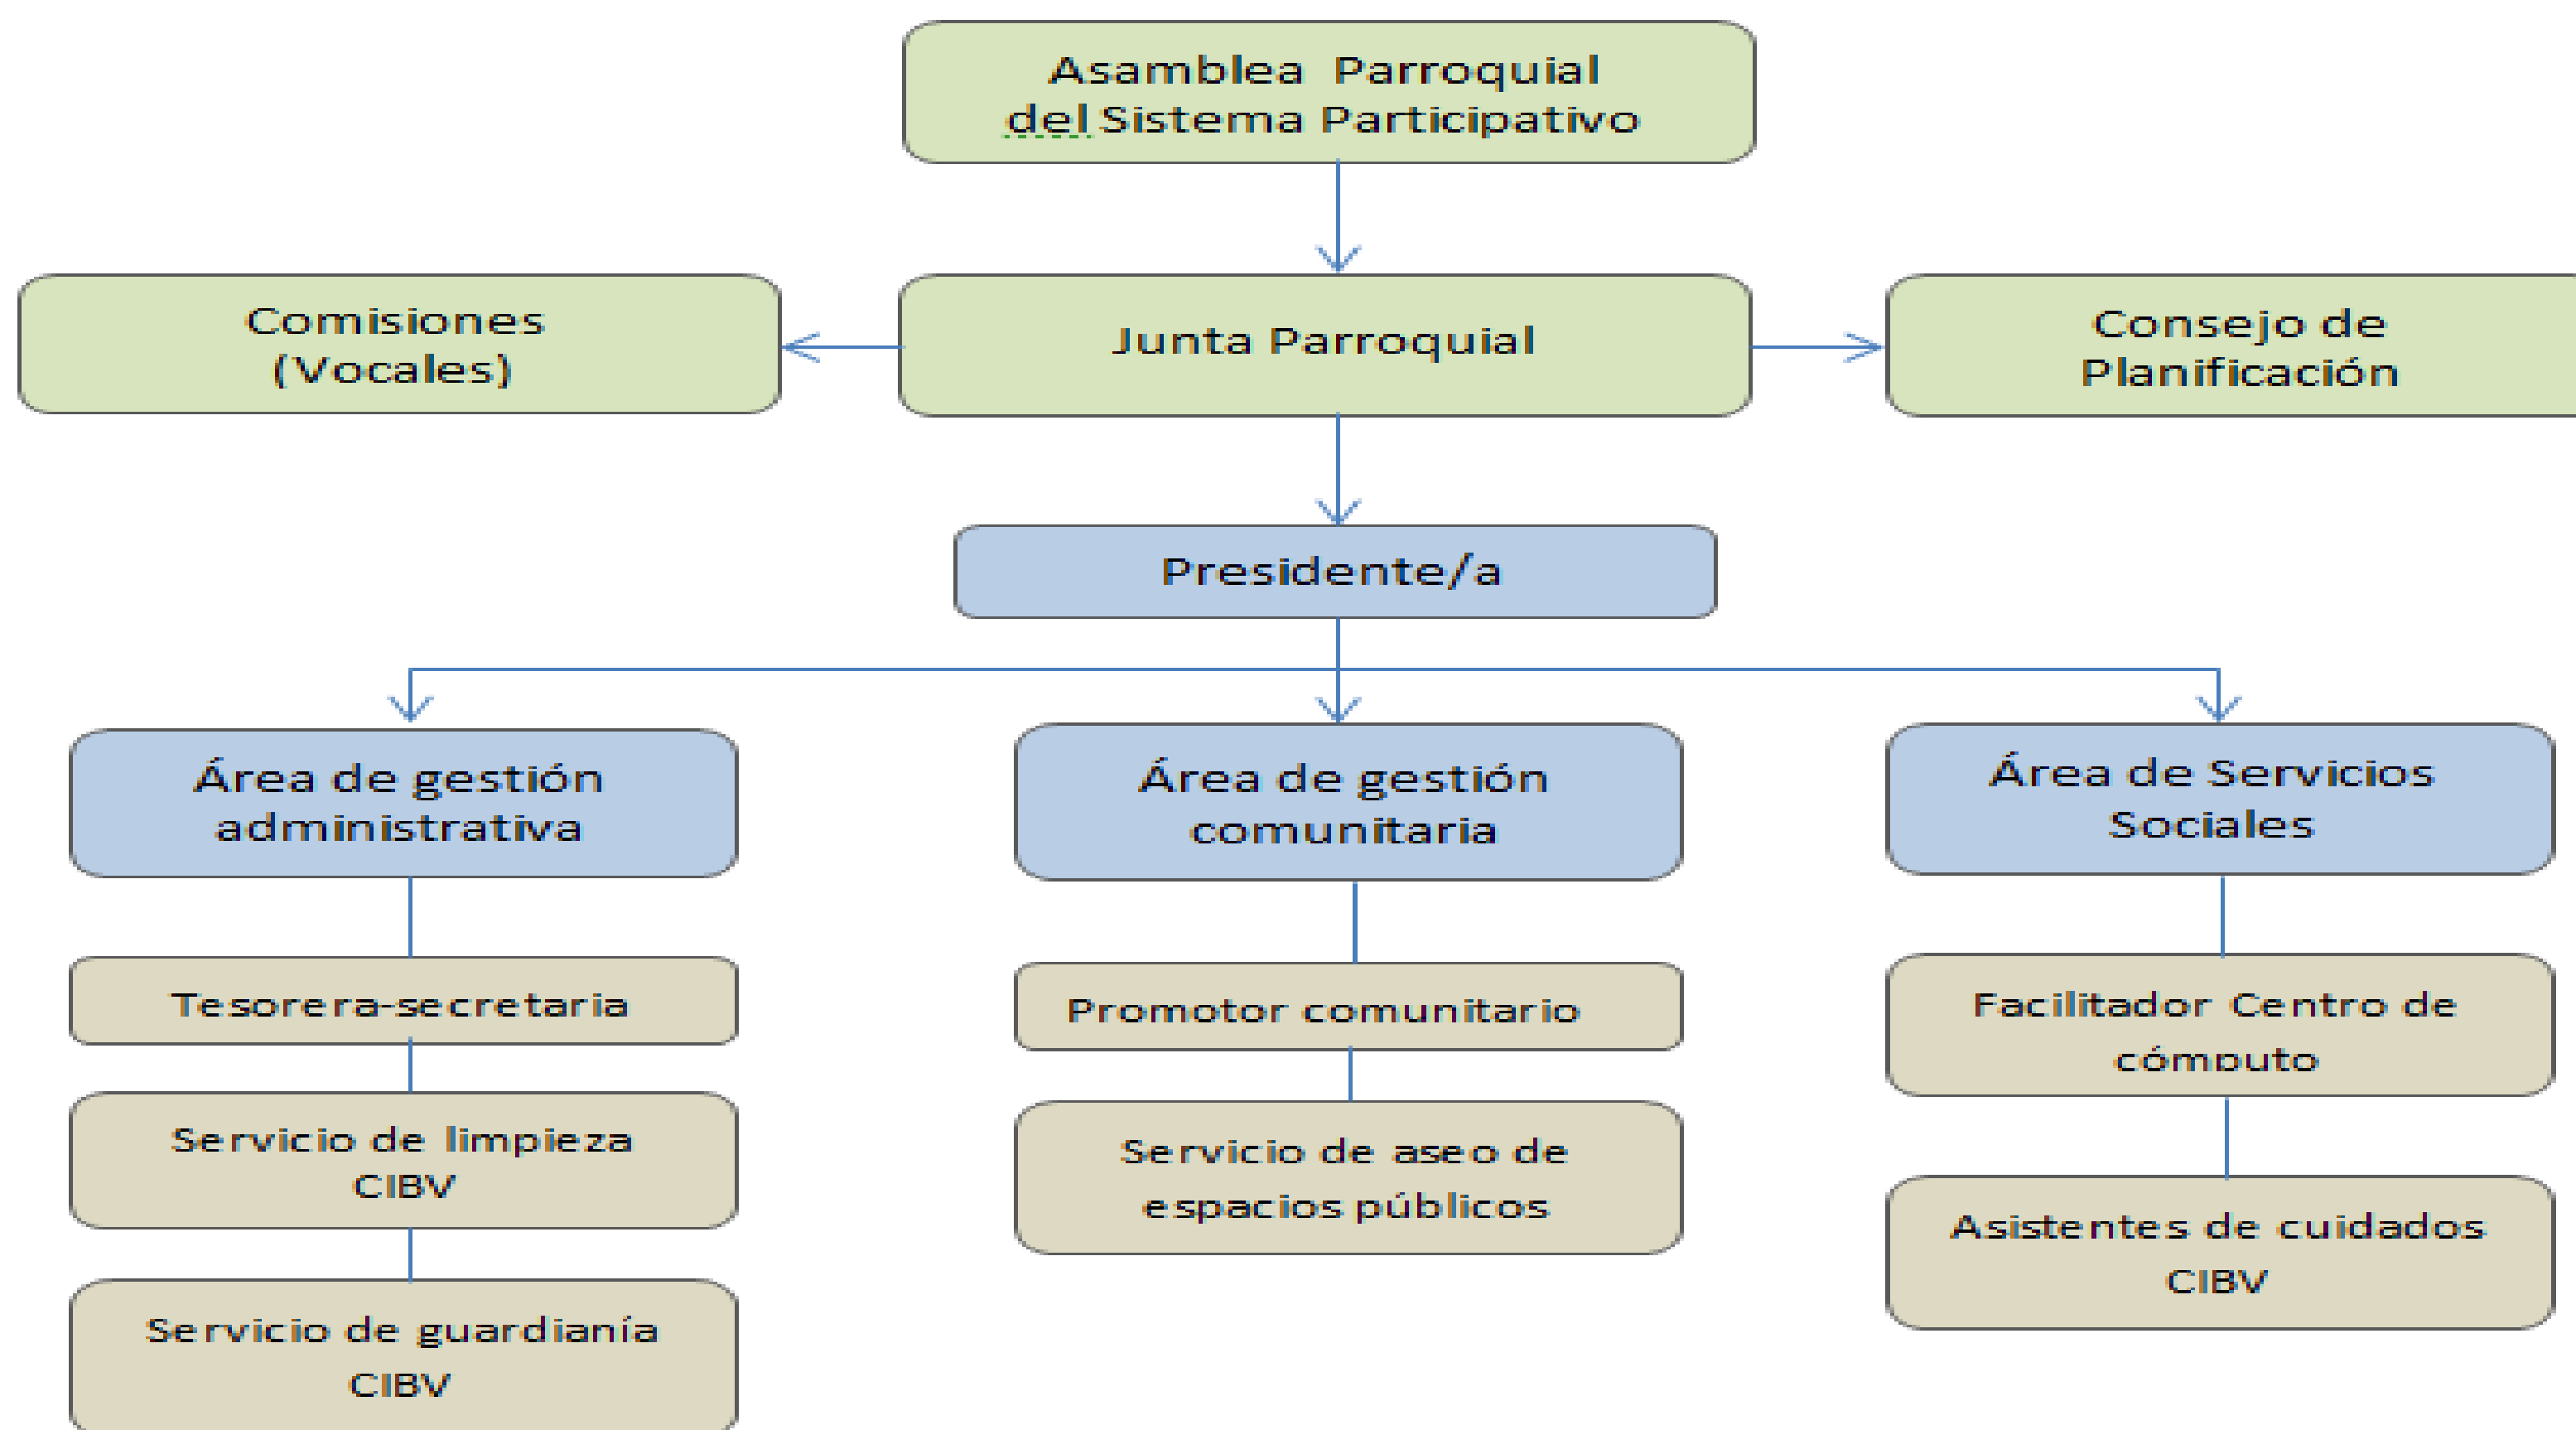 Asamblea Parroquial
del Sistema Participativo
Comisiones
(Vocales)
Junta Parroquial
Consejo de
Planificación
Presidente/a
Área de gestión
administrativa
Área de gestión
comunitaria
Área de Servicios
Sociales
Tesorera-secretaria
Servicio de limpieza
CIBV
Servicio de guardianía
CIBV
Promotor comunitario
Servicio de aseo de
espacios públicos
Facilitador Centro de
cómputo
Asistentes de cuidados
CIBV